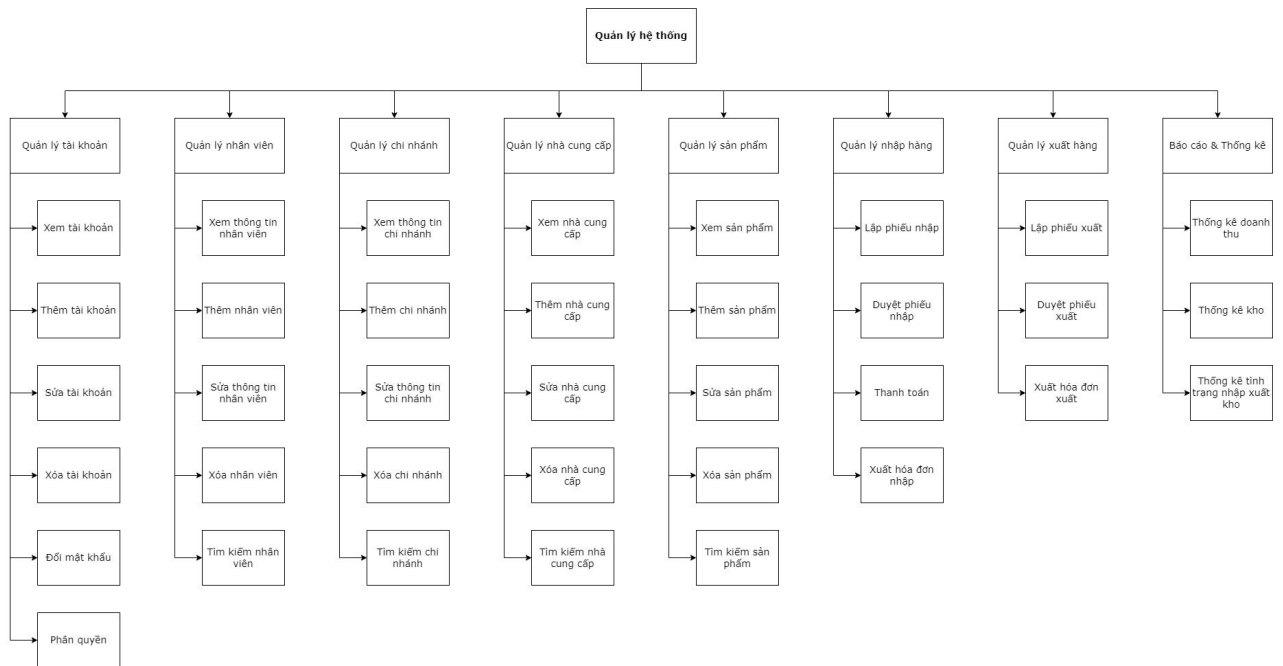 Quản lý hệ thống
Quản lý tài khoản
Quản lý nhân viên
Quản lý chi nhánh
Quản lý nhà cung cấp
Quản lý sản phẩm
Quản lý nhập hàng
Quản lý xuất hàng
Báo cáo & Thống kê
Xem tài khoản
Xem thông tin
nhân viên
Xem thông tin
chi nhánh
Xem nhà cung
cấp
Xem sản phẩm
Lập phiếu nhập
Lập phiếu xuất
Thống kê doanh
thu
Thêm tài khoản
Thêm nhân viên
Thêm chi nhánh
Thêm nhà cung
cấp
Thêm sản phẩm
Duyệt phiếu
nhập
Duyệt phiếu
xuất
Thống kê kho
Sửa tài khoản
Sửa thông tin
nhân viên
Sửa thông tin
chi nhánh
Sửa nhà cung
cấp
Sửa sản phẩm
Thanh toán
Xuất hóa đơn
xuất
Thống kê tình
trạng nhập xuất
kho
Xóa tài khoản
Xóa nhân viên
Xóa chi nhánh
Xóa nhà cung
cấp
Xóa sản phẩm
Xuất hóa đơn
nhập
Đổi mật khẩu
Tìm kiếm nhân
viên
Tìm kiếm chi
nhánh
Tìm kiếm nhà
cung cấp
Tìm kiếm sản
phẩm
Phân quyền